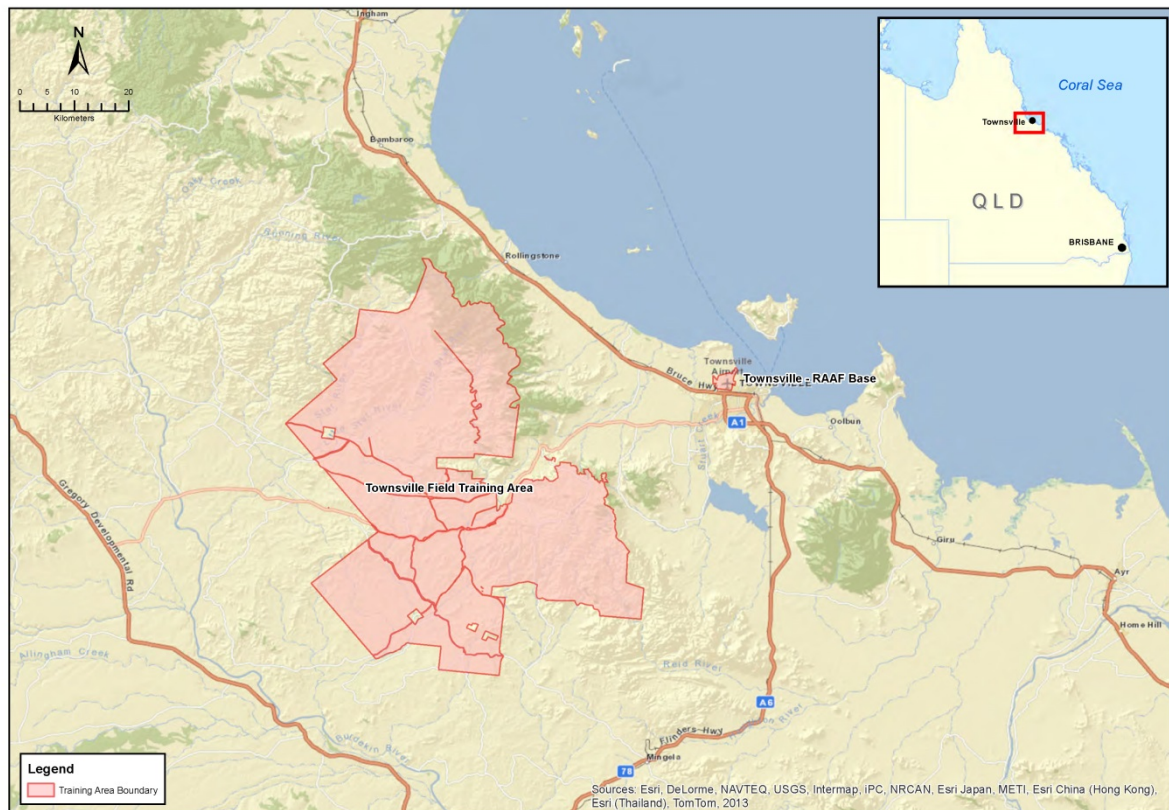 Ingham
N
0 5 10 20
Kilometers
Bambaroo
Rollingstone
Coral Sea
Townsville
QLD
BRISBANE
Townsville
Airport
TOWNSVILLE
Townsville - RAAF Base
Bruce Hwy
A1
Stuart Creek
Oolbun
Townsville Field Training Area
Gregory Developmental Rd
Giru
Ayr
Home Hill
Allingham Creek
Reid River
A6
Flinders Hwy
Mingela
78
Legend
Training Area Boundary
Sources: Esri, DeLorme, NAVTEQ, USGS, Intermap, iPC, NRCAN, Esri Japan, METI, Esri China (Hong Kong),
Esri (Thailand), TomTom, 2013